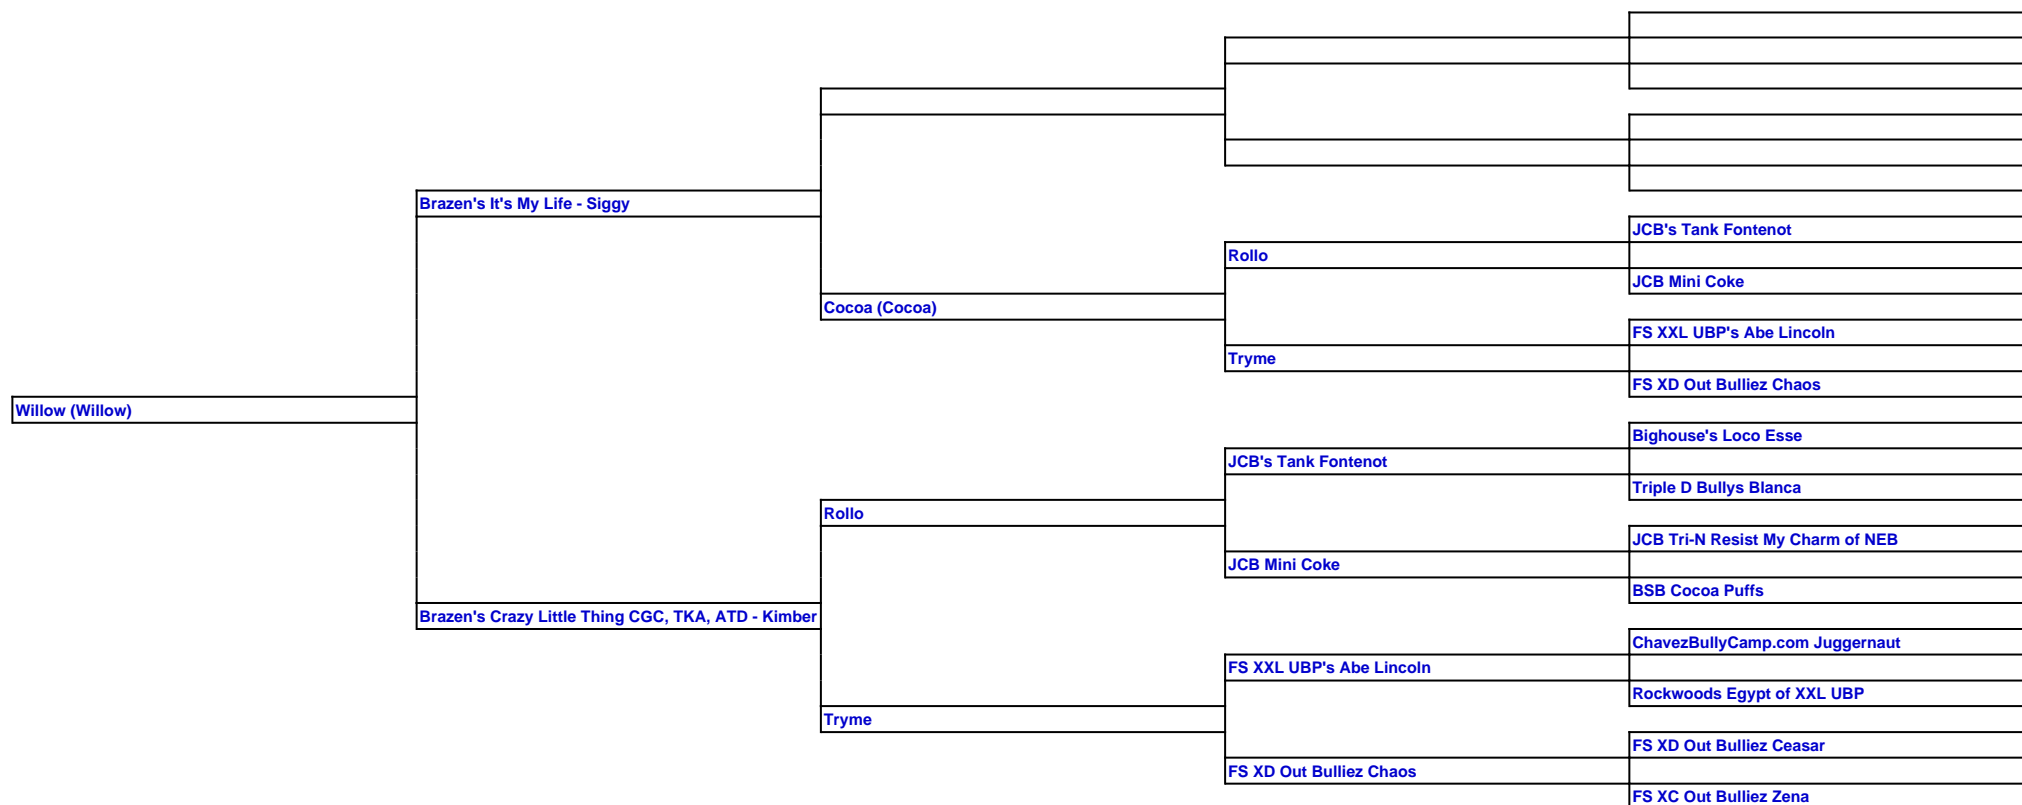 JCB's Tank Fontenot
Brazen's It's My Life - Siggy
Rollo
JCB Mini Coke
Cocoa (Cocoa)
FS XXL UBP's Abe Lincoln
Tryme
FS XD Out Bulliez Chaos
Willow (Willow)
Bighouse's Loco Esse
JCB's Tank Fontenot
Triple D Bullys Blanca
Rollo
JCB Tri-N Resist My Charm of NEB
JCB Mini Coke
BSB Cocoa Puffs
Brazen's Crazy Little Thing CGC, TKA, ATD - Kimber
ChavezBullyCamp.com Juggernaut
FS XXL UBP's Abe Lincoln
Rockwoods Egypt of XXL UBP
Tryme
FS XD Out Bulliez Ceasar
FS XD Out Bulliez Chaos
FS XC Out Bulliez Zena